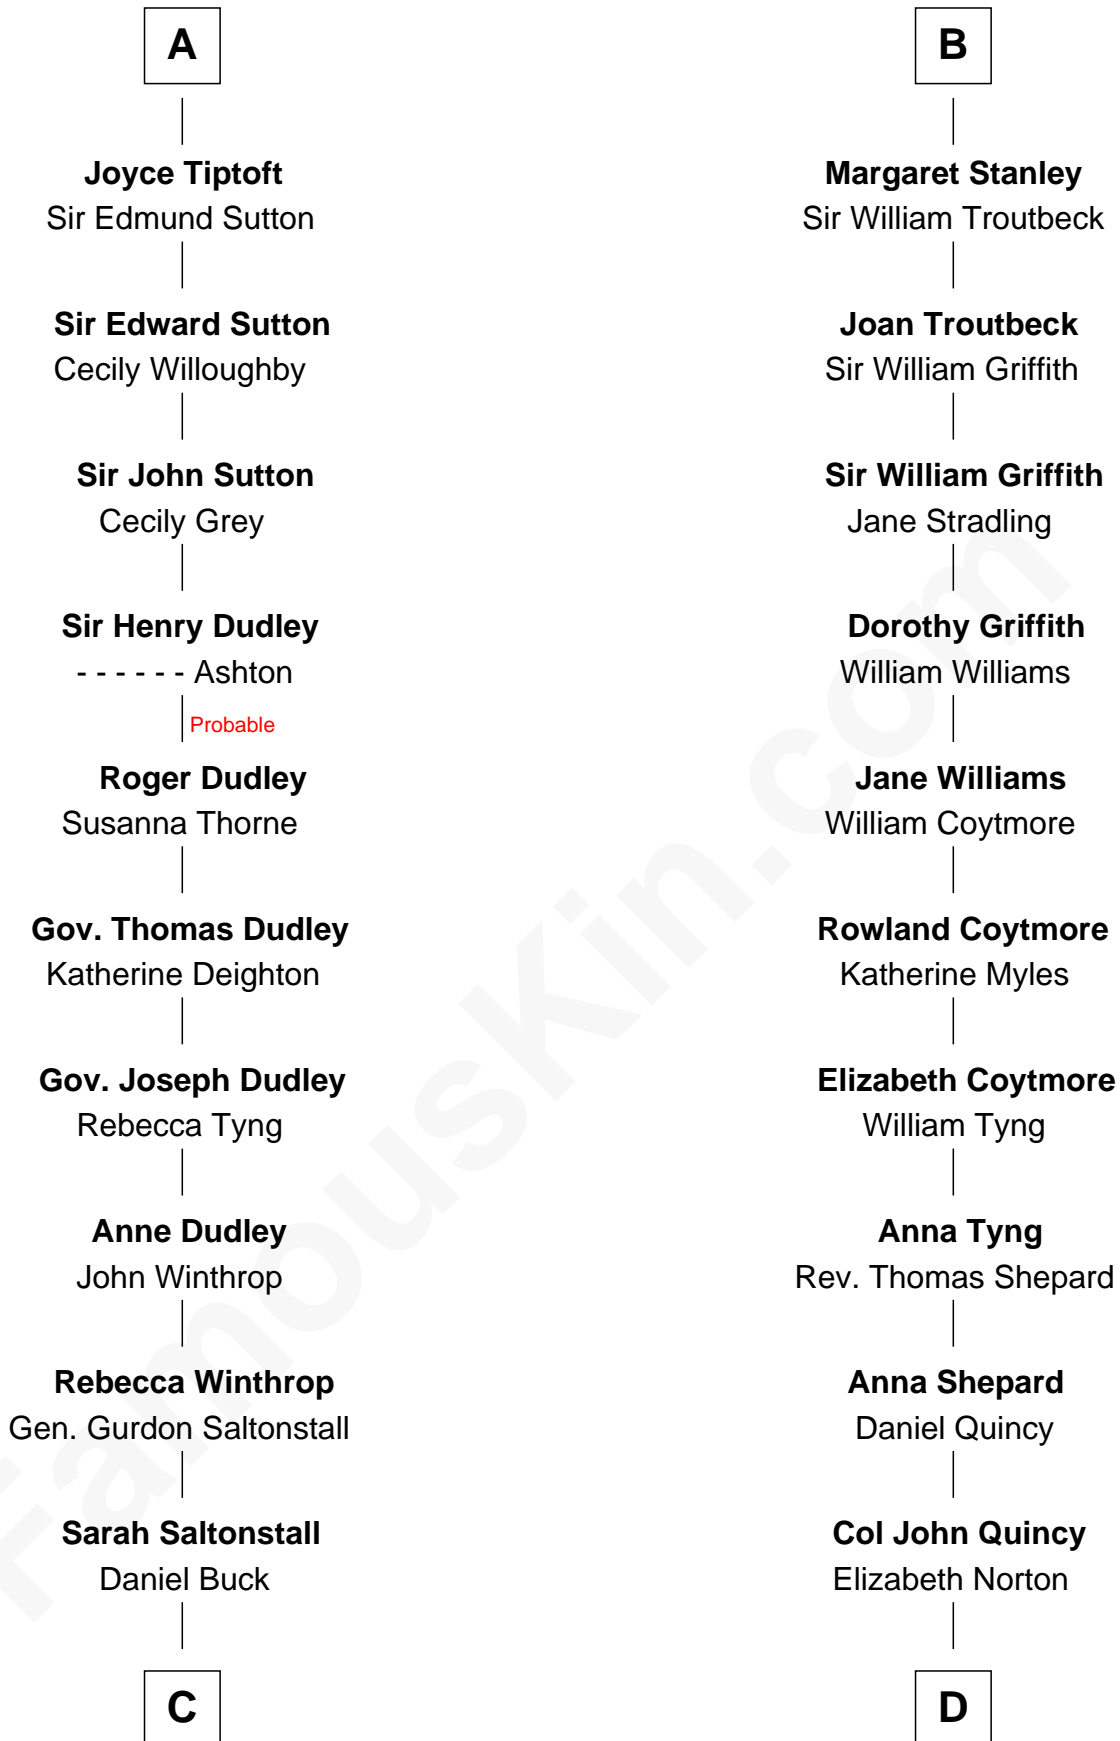 A
Joyce Tiptoft
Sir Edmund Sutton
Sir Edward Sutton
Cecily Willoughby
Sir John Sutton
Cecily Grey
Sir Henry Dudley
- - - - - - Ashton
Probable
Roger Dudley
Susanna Thorne
Gov. Thomas Dudley
Katherine Deighton
Gov. Joseph Dudley
Rebecca Tyng
Anne Dudley
John Winthrop
Rebecca Winthrop
Gen. Gurdon Saltonstall
Sarah Saltonstall
Daniel Buck
C
B
Margaret Stanley
Sir William Troutbeck
Joan Troutbeck
Sir William Griffith
Sir William Griffith
Jane Stradling
Dorothy Griffith
William Williams
Jane Williams
William Coytmore
Rowland Coytmore
Katherine Myles
Elizabeth Coytmore
William Tyng
Anna Tyng
Rev. Thomas Shepard
Anna Shepard
Daniel Quincy
Col John Quincy
Elizabeth Norton
D
FamousKin.com